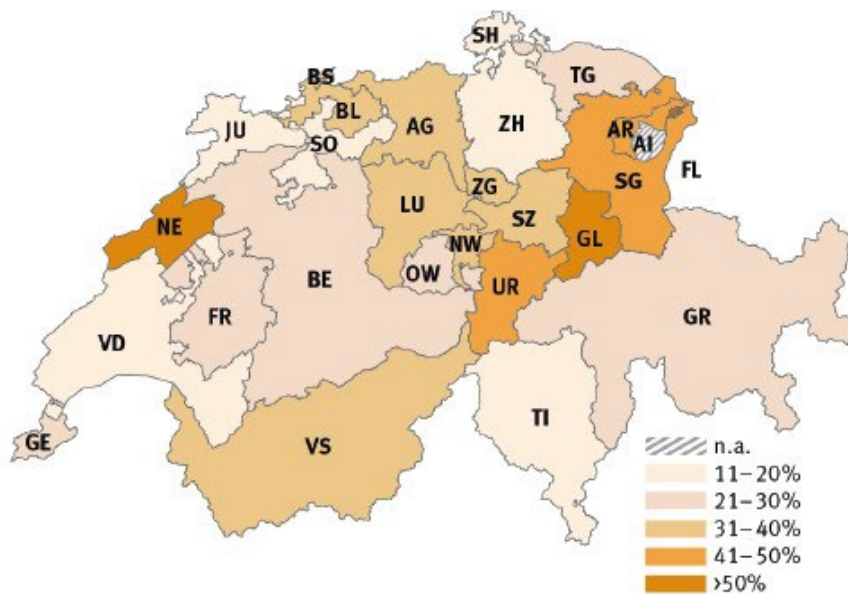 SH
BS
TG
BL
JU
AG
ZH
AR
SO
AI
FL
ZG
SG
LU
SZ
NE
NW
GL
OW
BE
UR
FR
GR
VD
TI
GE
VS
n.a.
11–20%
21–30%
31–40%
41–50%
>50%